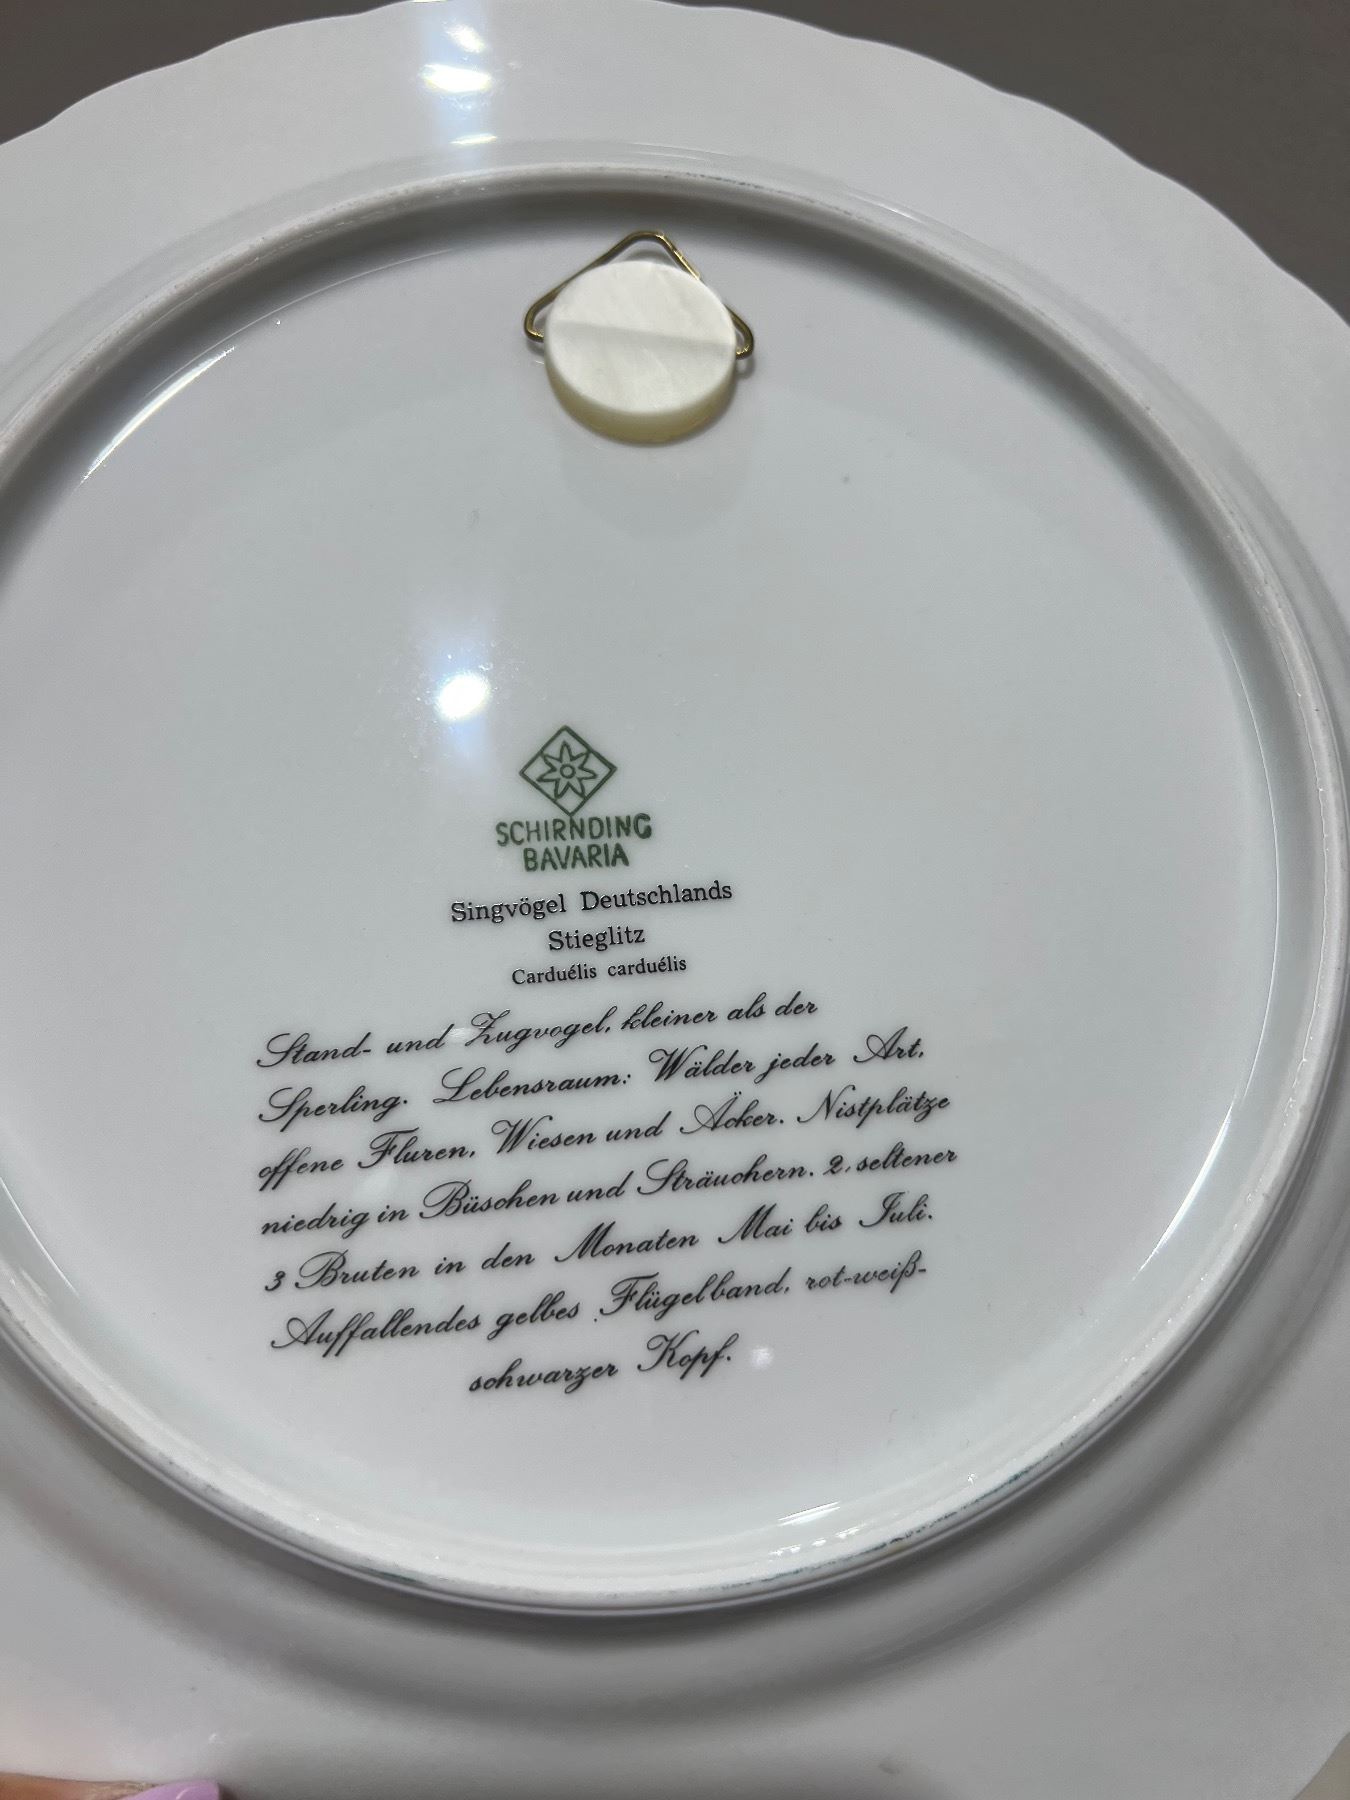 SCHIRNDING
BAVARIA
Singvögel Deutschlands
Stieglitz
Carduélis carduélis
Stand- und Zugvogel, kleiner als der
Sperling. Lebensraum: Wälder jeder Art,
offene Fluren, Wiesen und Äcker. Nistplätze
niedrig in Büschen und Sträuchern. 2, seltener
3 Bruten in den Monaten Mai bis Juli.
Auffallendes gelbes Flügelband, rot-weiß-
schwarzer Kopf.